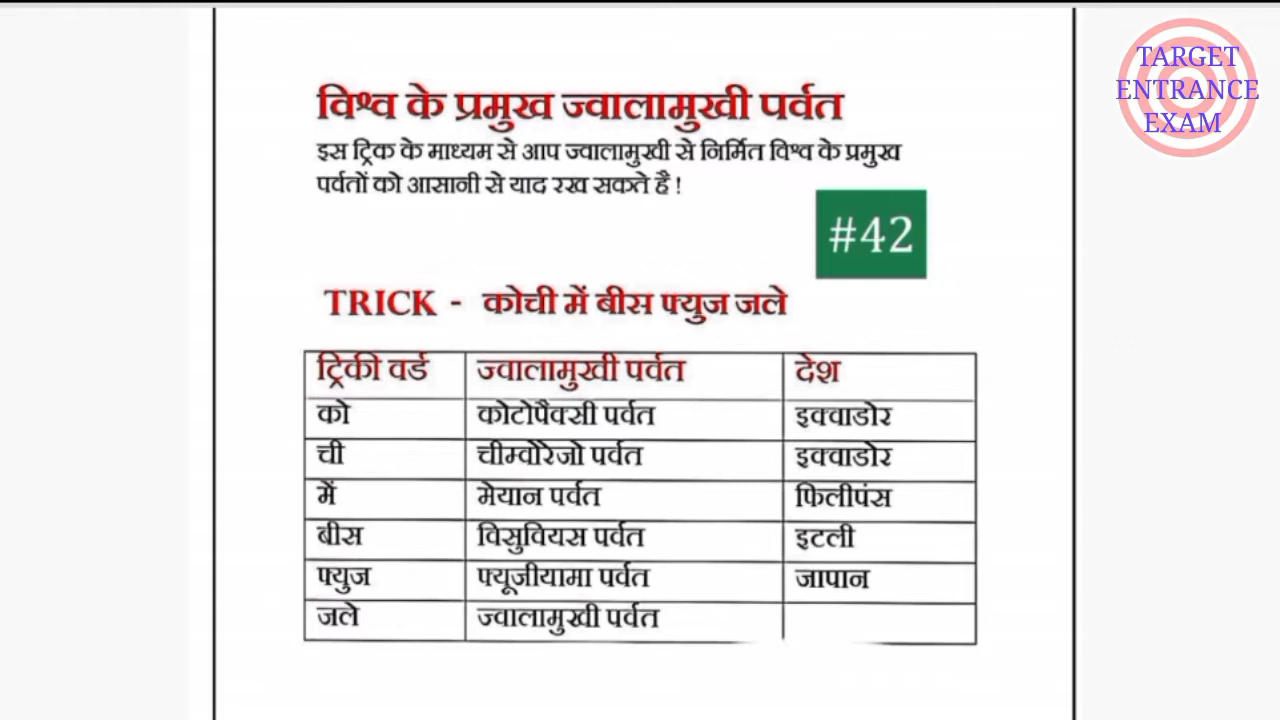 TARGET
ENTRANCE
EXAM
विश्व के प्रमुख ज्वालामुखी पर्वत
इस ट्रिक के माध्यम से आप ज्वालामुखी से निर्मित विश्व के प्रमुख
पर्वतों को आसानी से याद रख सकते है !
#42
TRICK - कोची में बीस फ्युज जले
ट्रिकी वर्ड ज्वालामुखी पर्वत देश
को कोटोपैक्सी पर्वत इक्वाडोर
ची चीम्वोरेजो पर्वत इक्वाडोर
में मेयान पर्वत फिलीपंस
बीस विसुवियस पर्वत इटली
फ्युज फ्यूजीयामा पर्वत जापान
जले ज्वालामुखी पर्वत